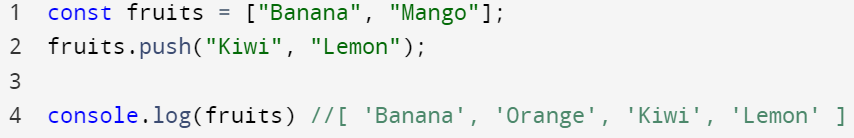 1 const fruits = ["Banana", "Mango"];
2 fruits.push("Kiwi", "Lemon");
3
4 console.log(fruits) //[ 'Banana', 'Orange', 'Kiwi', 'Lemon' ]